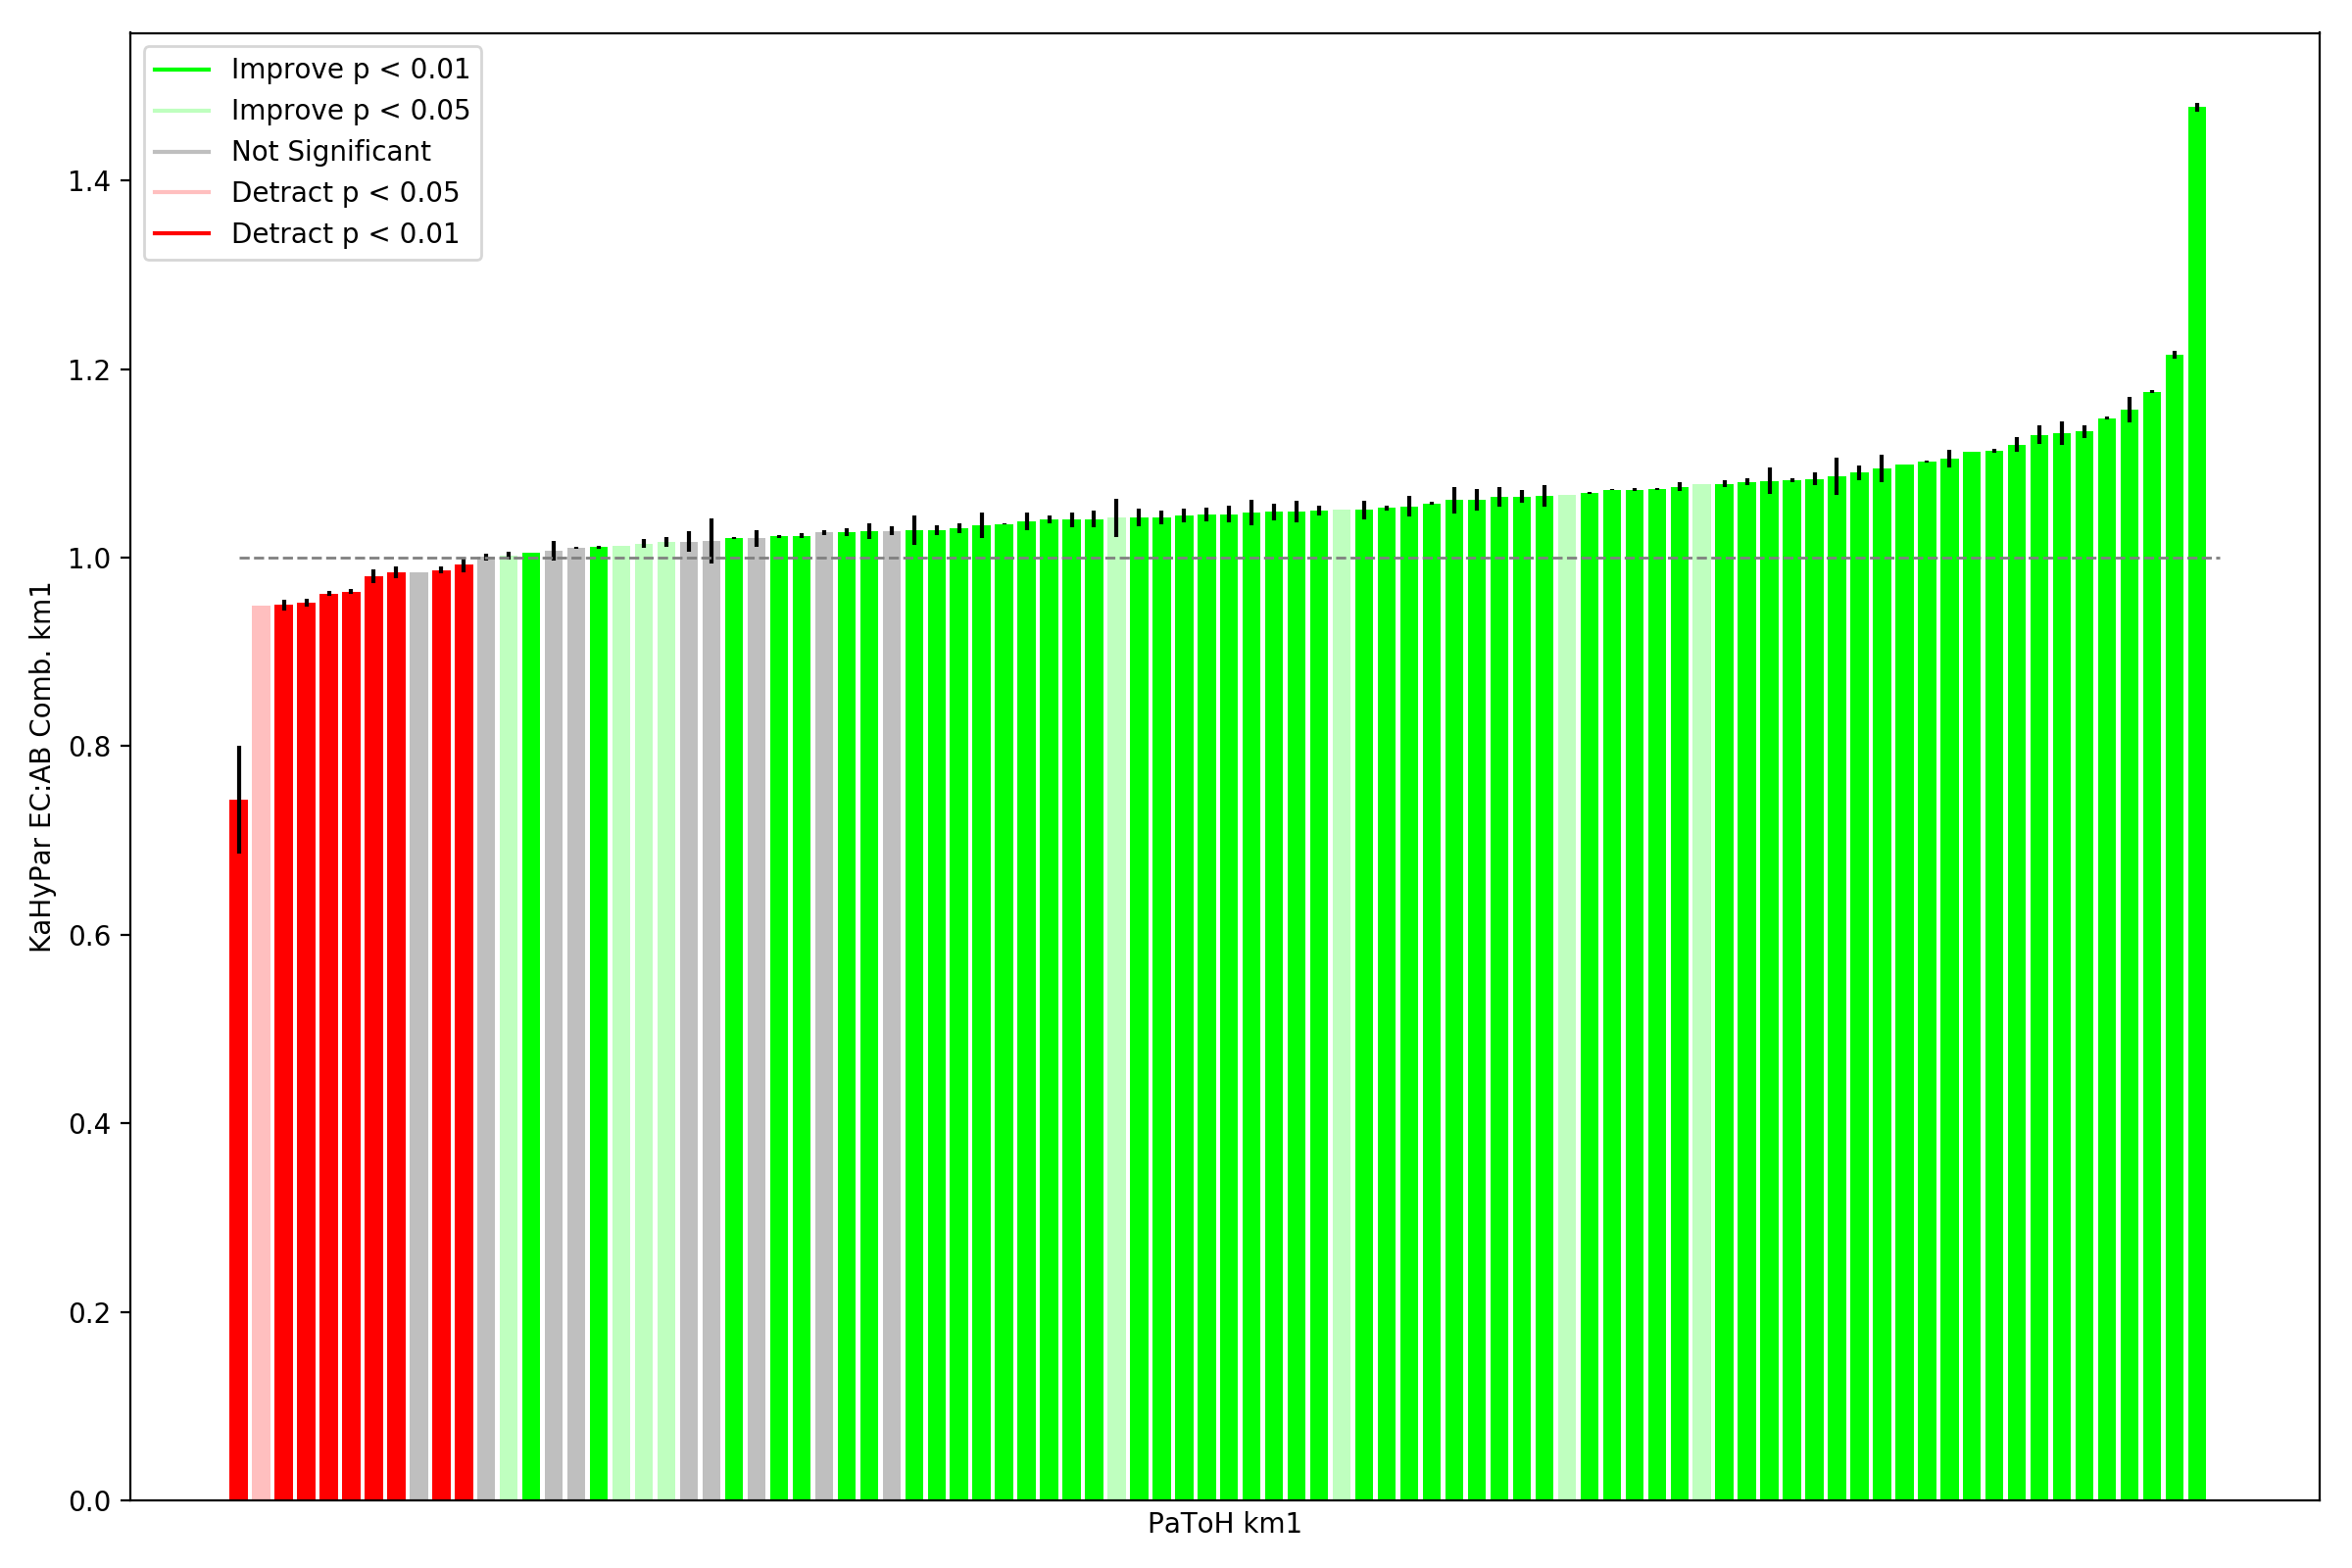 Improve p < 0.01
Improve p < 0.05
Not Significant
Detract p < 0.05
Detract p < 0.01
1.4
1.2
1.0
0.8
0.6
0.4
0.2
0.0
KaHyPar EC:AB Comb. km1
PaToH km1